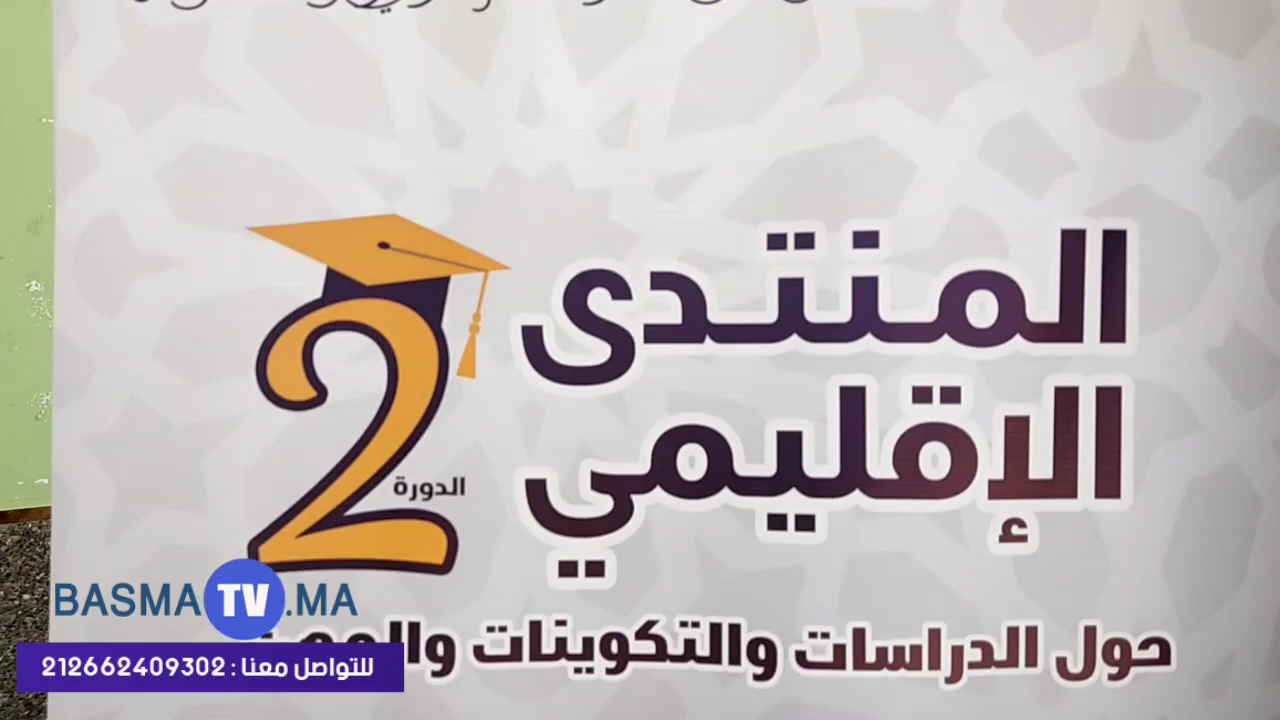 المنتدى
الإقليمي
2
الدورة
حول الدراسات والتكوينات
BASMA TV .MA
للتواصل معنا : 212662409302